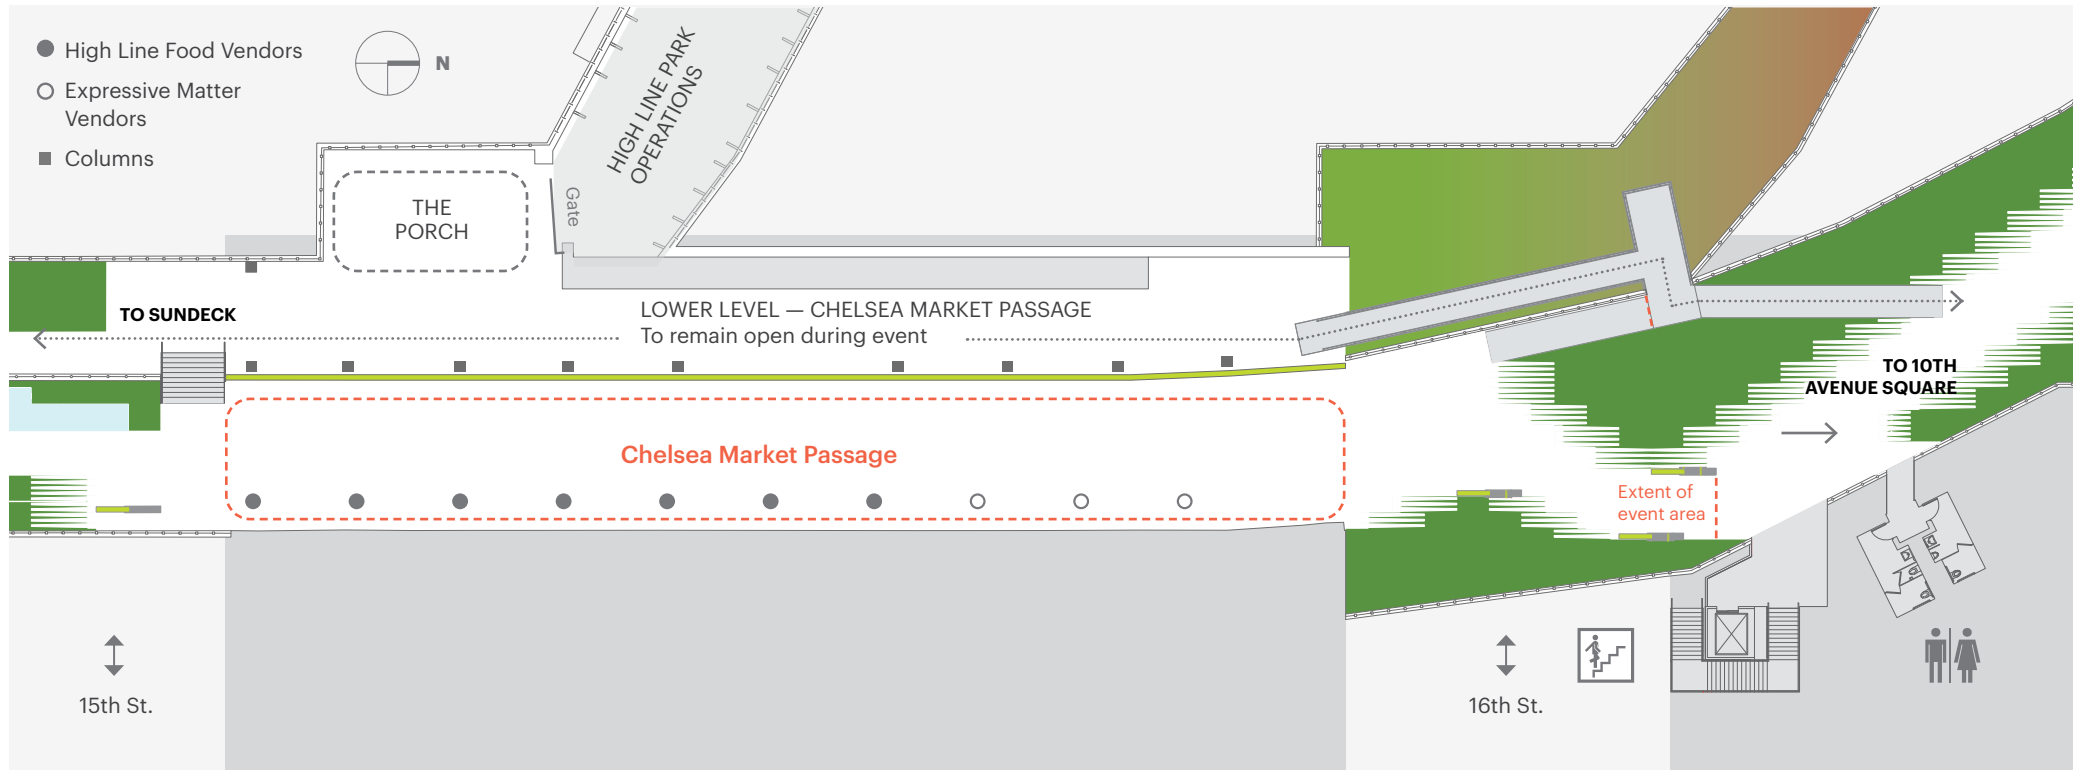 High Line Food Vendors
Expressive Matter
Vendors
Columns
N
HIGH LINE PARK
OPERATIONS
Gate
THE
PORCH
TO SUNDECK
LOWER LEVEL — CHELSEA MARKET PASSAGE
To remain open during event
TO 10TH
AVENUE SQUARE
Chelsea Market Passage
Extent of
event area
15th St.
16th St.